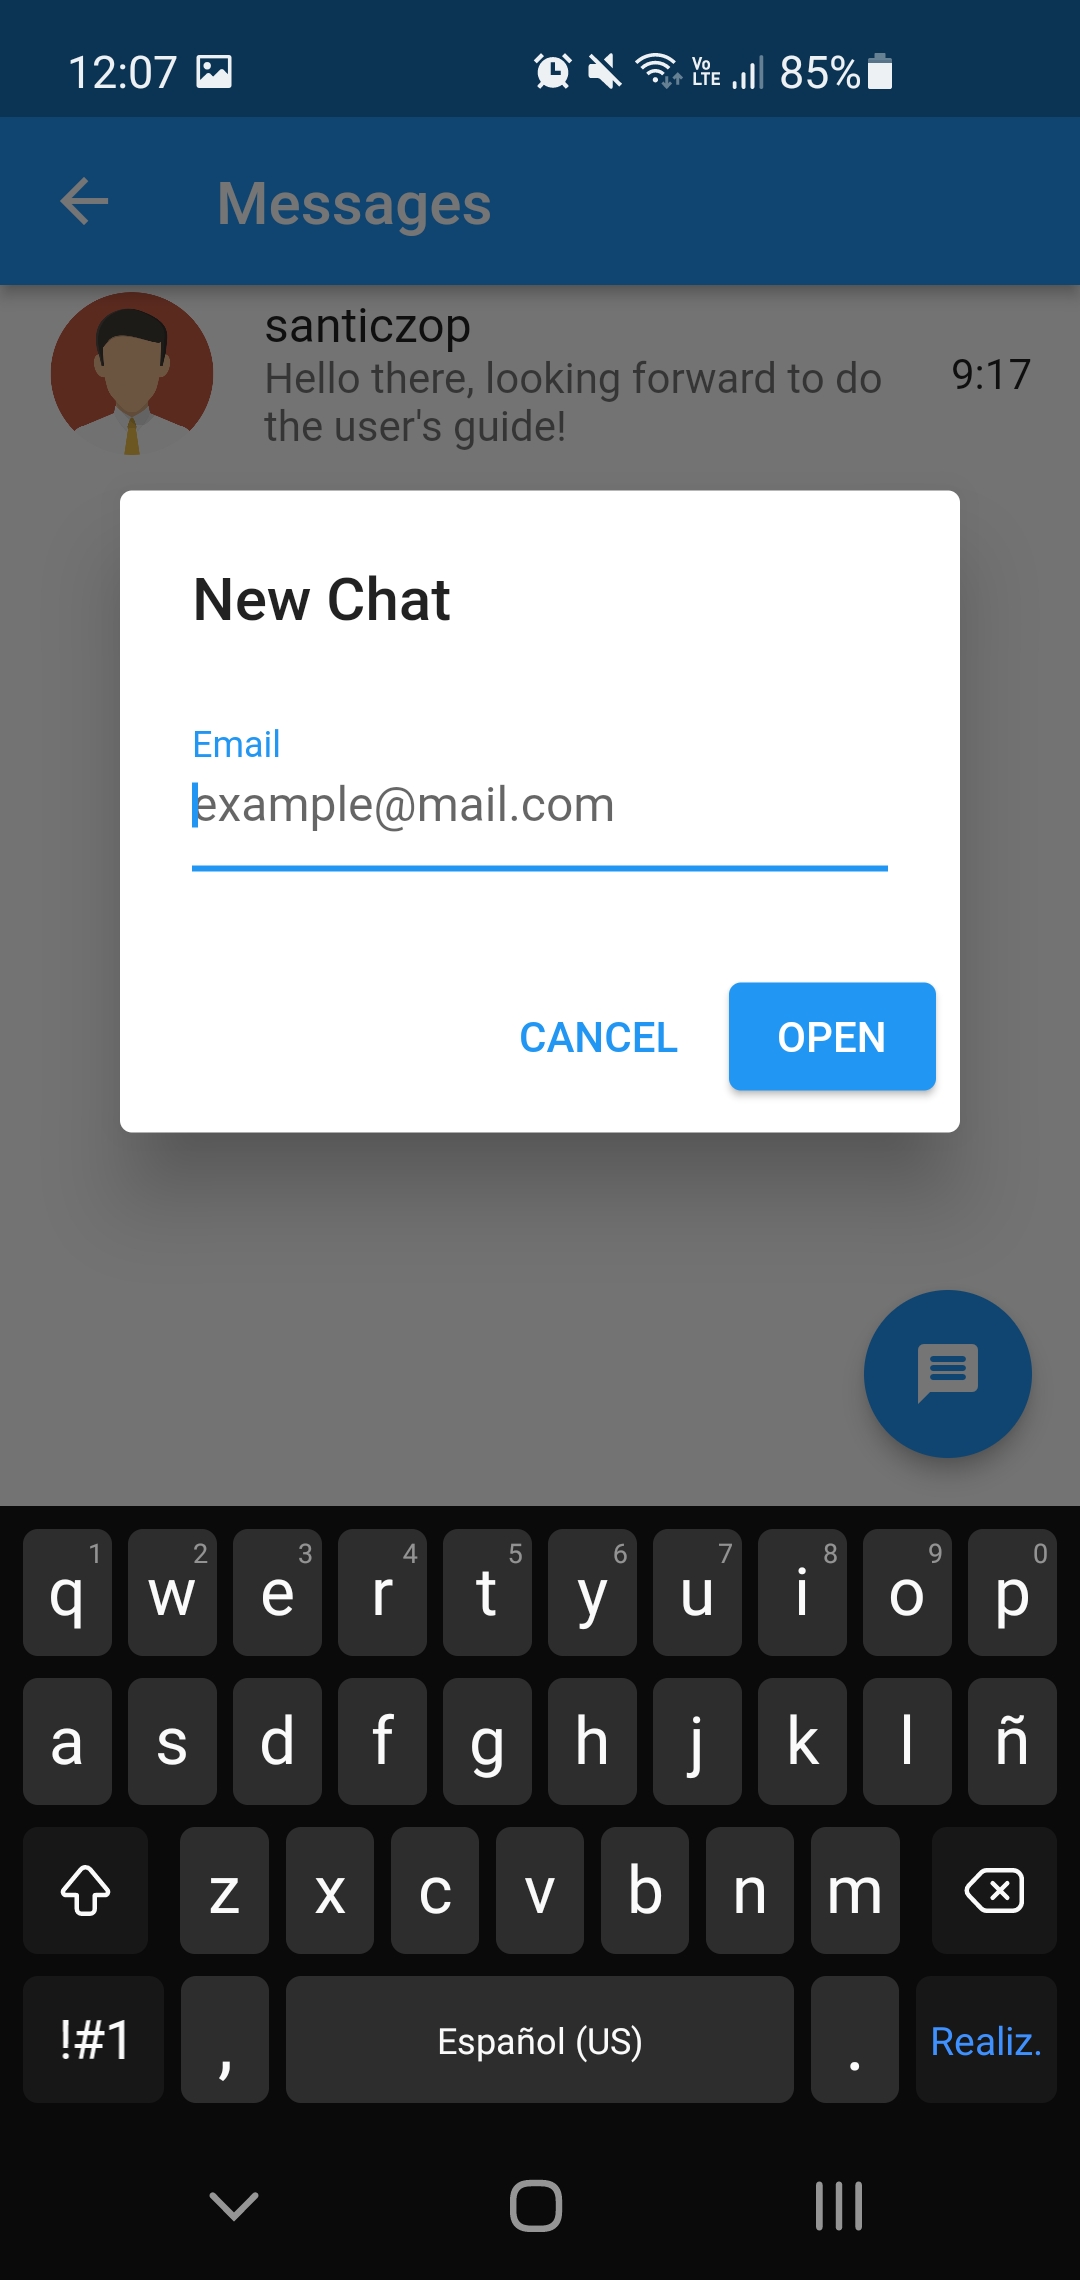 12:07 Vo LTE 85%
Messages
santiczop
Hello there, looking forward to do 9:17
the user's guide!
New Chat
Email
example@mail.com
CANCEL OPEN
1 2 3 4 5 6 7 8 9 0
q w e r t y u i o p
a s d f g h j k l ñ
z x c v b n m
!#1 , Español (US) . Realiz.